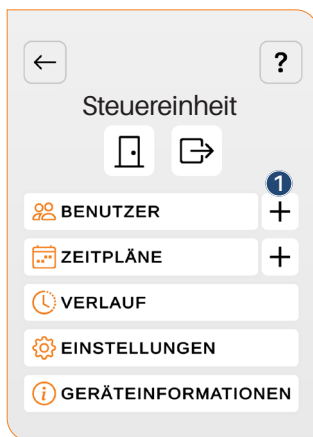 ?
Steuereinheit
1
BENUTZER +
ZEITPLÄNE +
VERLAUF
EINSTELLUNGEN
i GERÄTEINFORMATIONEN